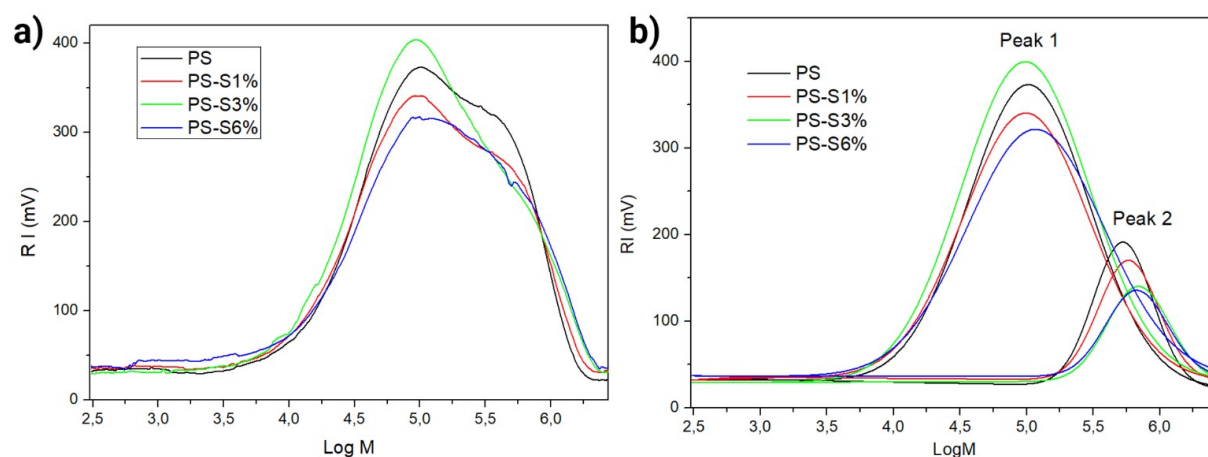 a)
PS
PS-S1%
PS-S3%
PS-S6%
400
300
200
100
0
R I (mV)
2,5 3,0 3,5 4,0 4,5 5,0 5,5 6,0
Log M
b)
Peak 1
PS
PS-S1%
PS-S3%
PS-S6%
Peak 2
400
300
200
100
0
RI (mV)
2,5 3,0 3,5 4,0 4,5 5,0 5,5 6,0
LogM